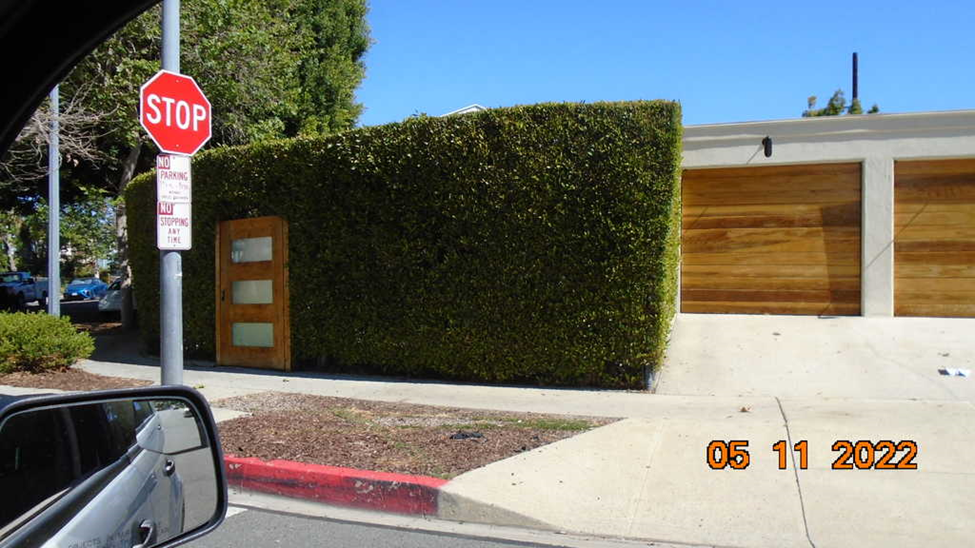 STOP
NO
PARKING
NO
STOPPING
ANY
TIME
05 11 2022